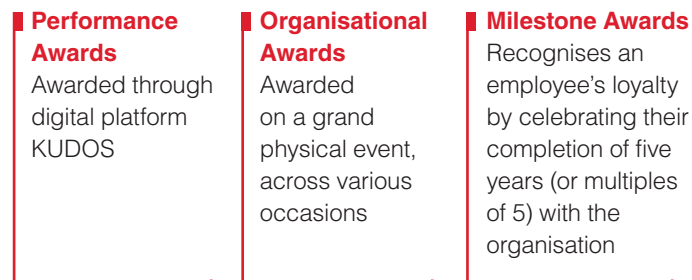 Performance
Awards
Awarded through
digital platform
KUDOS
Organisational
Awards
Awarded
on a grand
physical event,
across various
occasions
Milestone Awards
Recognises an
employee's loyalty
by celebrating their
completion of five
years (or multiples
of 5) with the
organisation